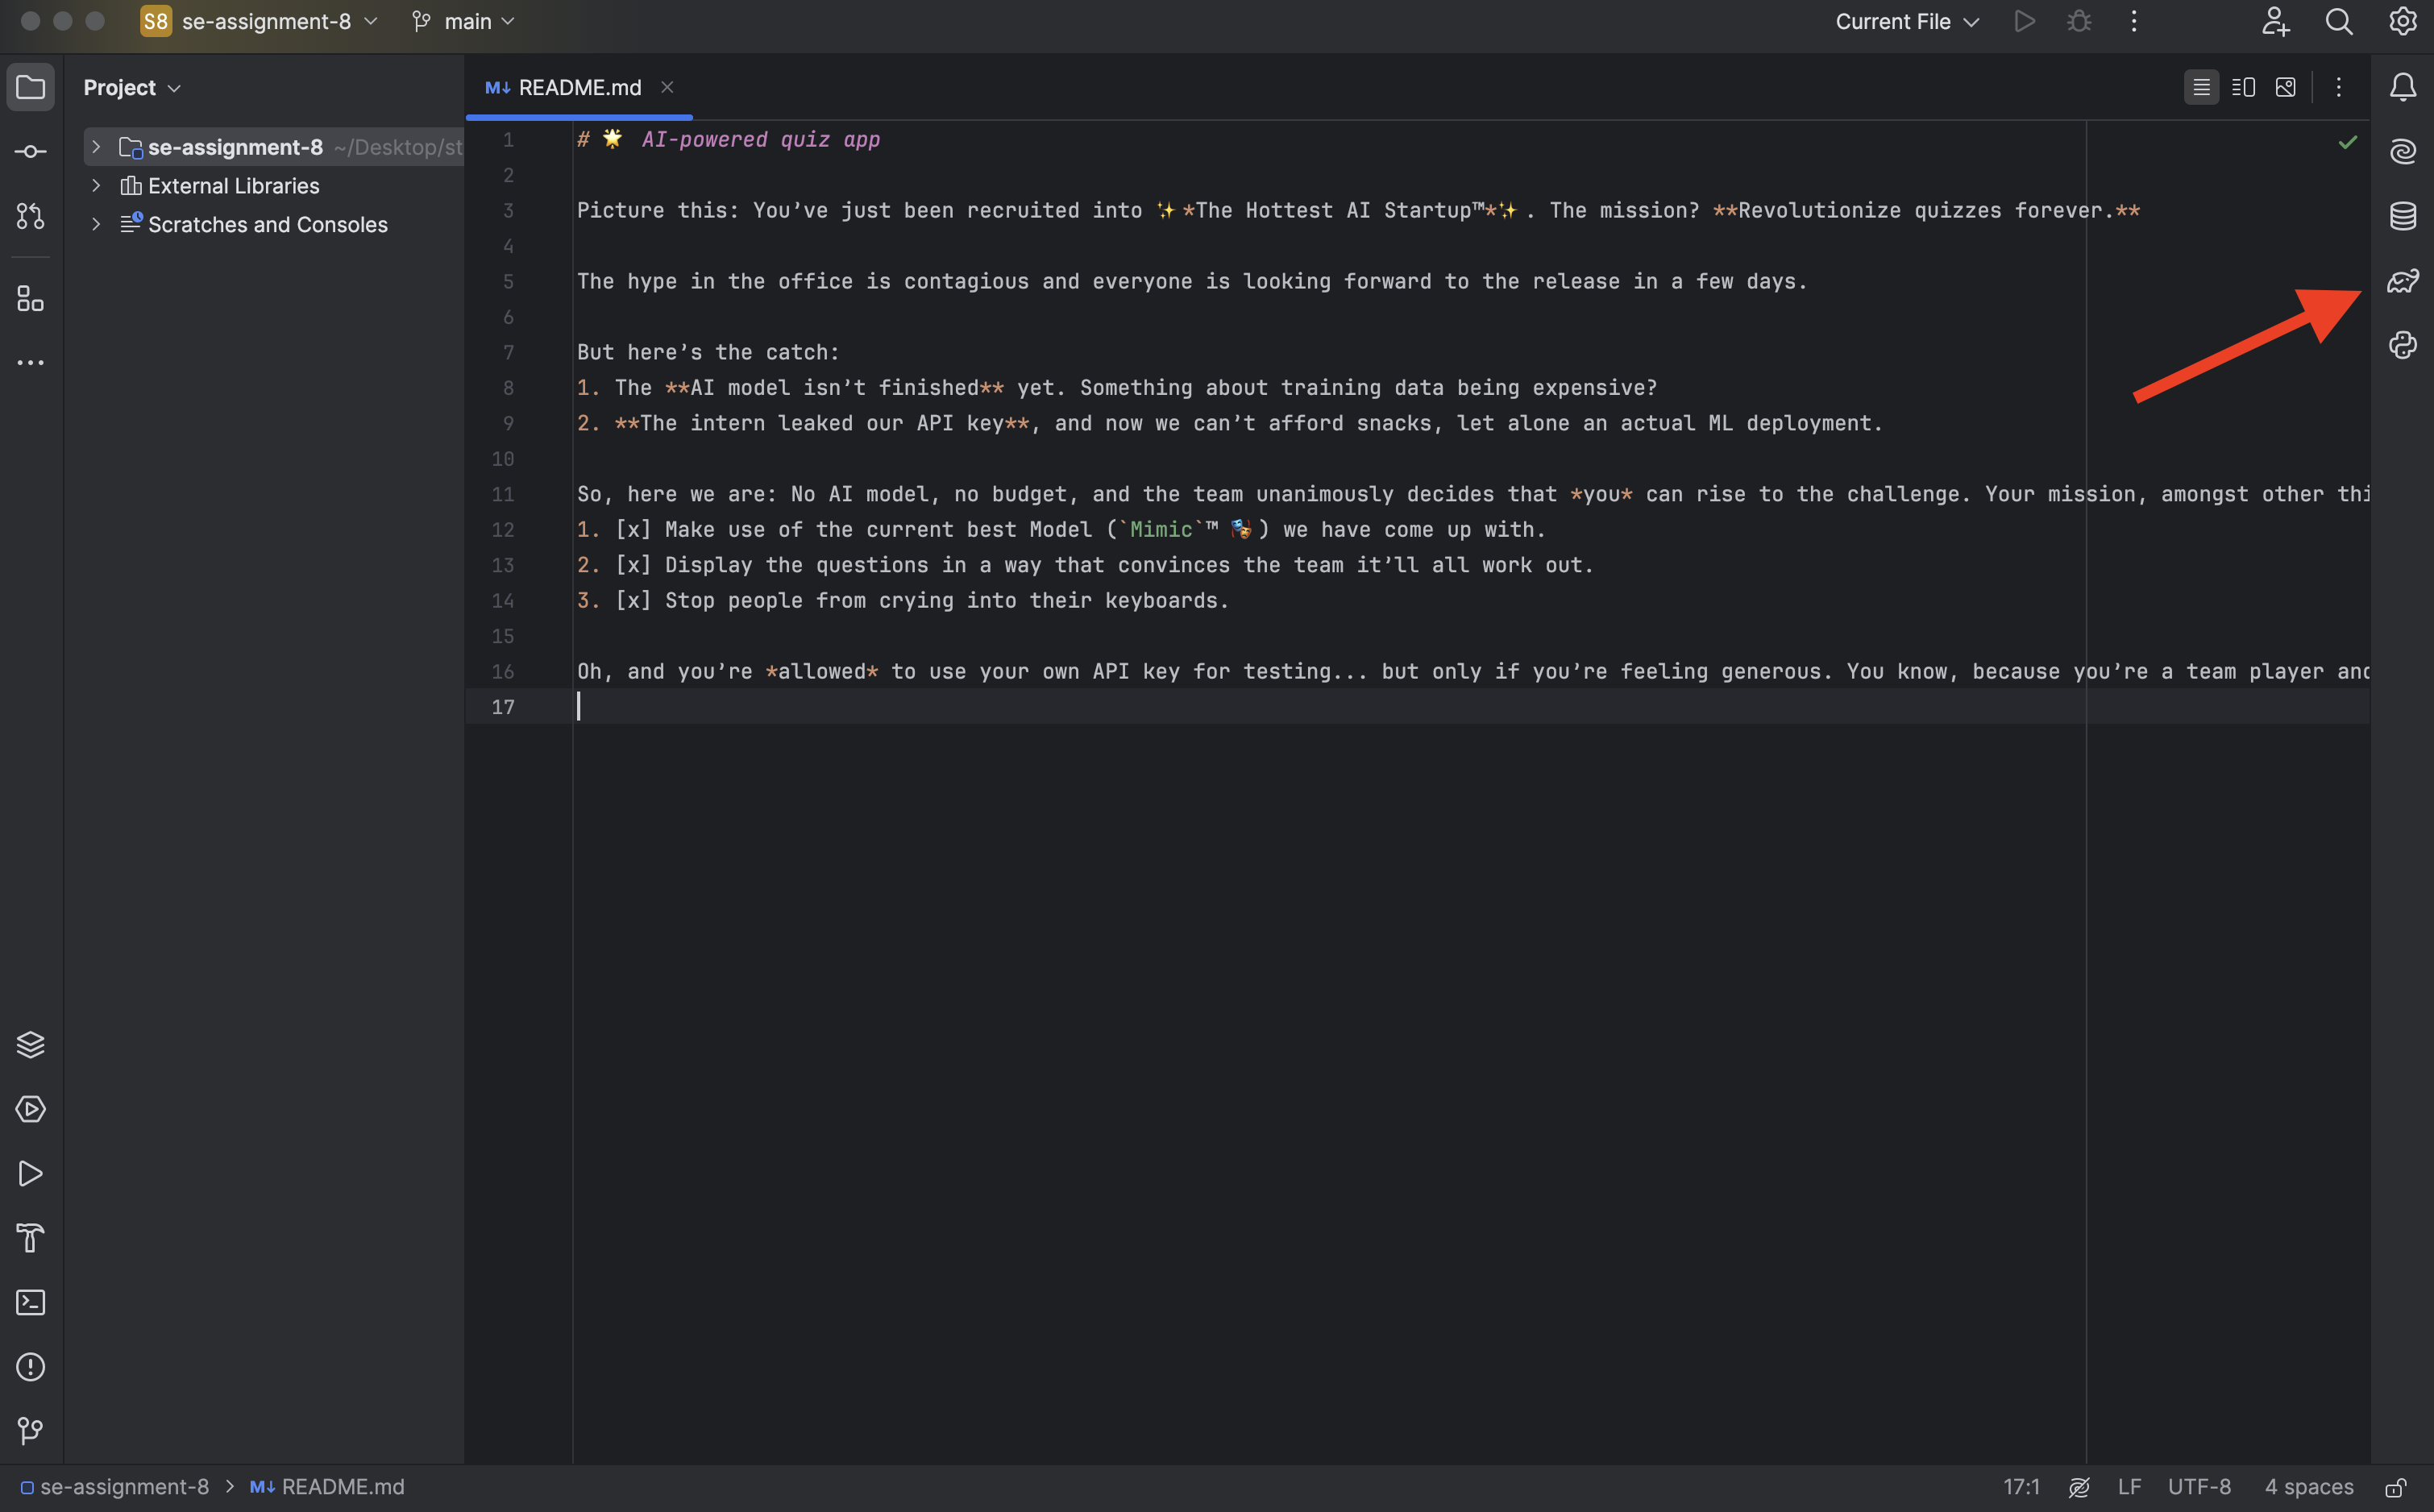 S8 se-assignment-8 main Current File
Project M↓ README.md
se-assignment-8 ~/Desktop/st
External Libraries
Scratches and Consoles
1 # 🌟 AI-powered quiz app
2
3 Picture this: You’ve just been recruited into ✨*The Hottest AI Startup™*✨. The mission? **Revolutionize quizzes forever.**
4
5 The hype in the office is contagious and everyone is looking forward to the release in a few days.
6
7 But here’s the catch:
8 1. The **AI model isn’t finished** yet. Something about training data being expensive?
9 2. **The intern leaked our API key**, and now we can’t afford snacks, let alone an actual ML deployment.
10
11 So, here we are: No AI model, no budget, and the team unanimously decides that *you* can rise to the challenge. Your mission, amongst other thi
12 1. [x] Make use of the current best Model (`Mimic`™ 🎭) we have come up with.
13 2. [x] Display the questions in a way that convinces the team it’ll all work out.
14 3. [x] Stop people from crying into their keyboards.
15
16 Oh, and you’re *allowed* to use your own API key for testing... but only if you’re feeling generous. You know, because you’re a team player and
17
se-assignment-8 > M↓ README.md 17:1 LF UTF-8 4 spaces